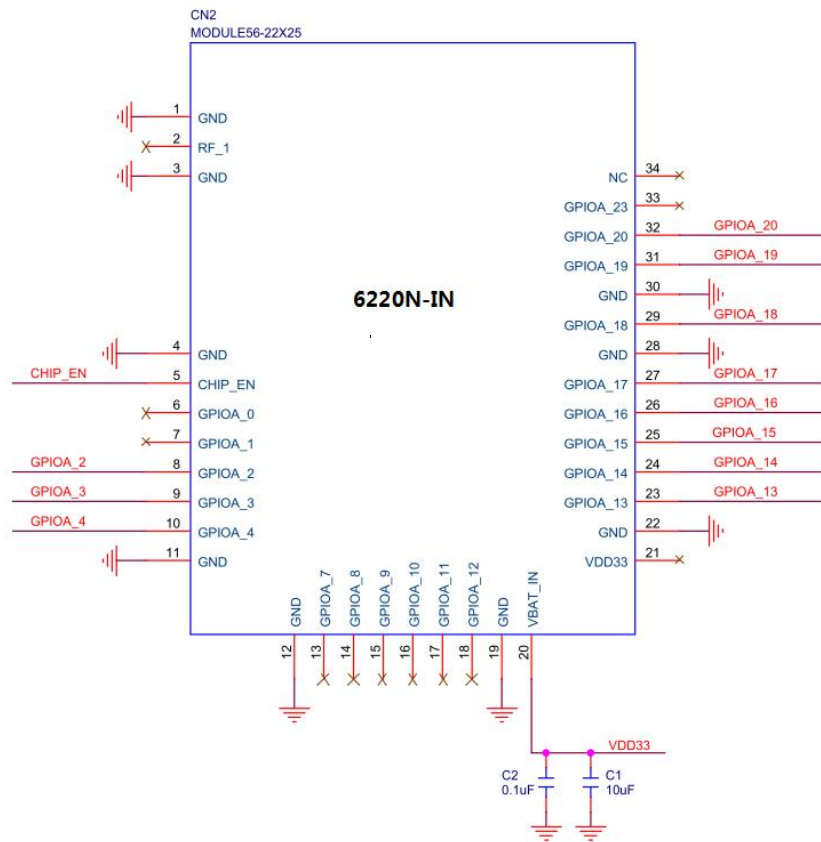 CN2
MODULE56-22X25
1 GND
2 RF_1
3 GND
4 GND
CHIP_EN 5 CHIP_EN
6 GPIOA_0
7 GPIOA_1
GPIOA_2 8 GPIOA_2
GPIOA_3 9 GPIOA_3
GPIOA_4 10 GPIOA_4
11 GND
6220N-IN
NC 34
GPIOA_23 33
GPIOA_20 32 GPIOA_20
GPIOA_19 31 GPIOA_19
GND 30
GPIOA_18 29 GPIOA_18
GND 28
GPIOA_17 27 GPIOA_17
GPIOA_16 26 GPIOA_16
GPIOA_15 25 GPIOA_15
GPIOA_14 24 GPIOA_14
GPIOA_13 23 GPIOA_13
GND 22
VDD33 21
GND 12
GPIOA_7 13
GPIOA_8 14
GPIOA_9 15
GPIOA_10 16
GPIOA_11 17
GPIOA_12 18
GND 19
VBAT_IN 20
VDD33
C2
0.1uF
C1
10uF